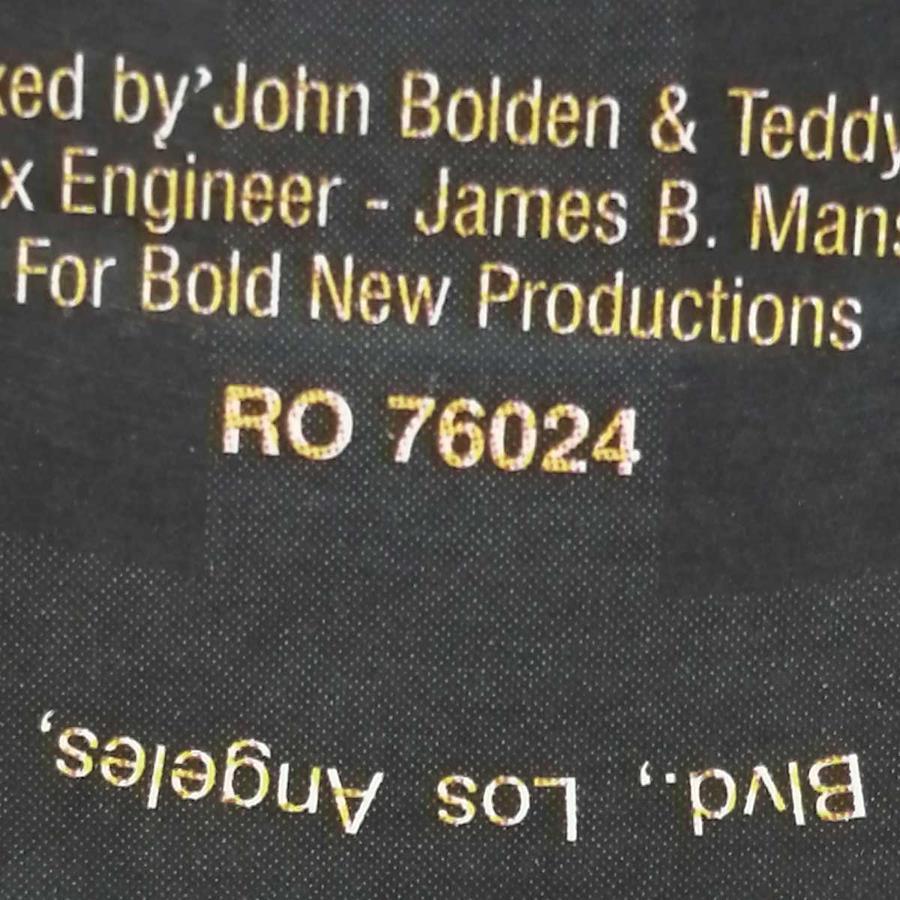 xed by John Bolden & Teddy
x Engineer - James B. Mans
For Bold New Productions
RO 76024
Blvd., Los Angeles,